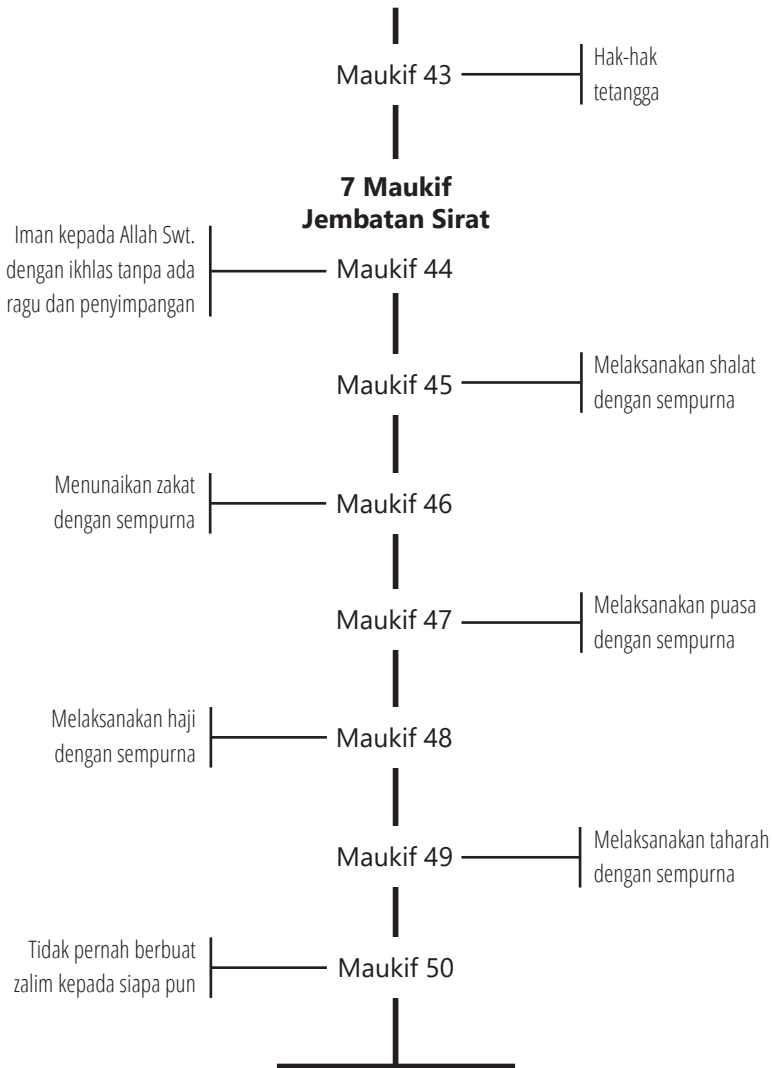 Maukif 43
Hak-hak
tetangga
7 Maukif
Jembatan Sirat
Iman kepada Allah Swt.
dengan ikhlas tanpa ada
ragu dan penyimpangan
Maukif 44
Maukif 45
Melaksanakan shalat
dengan sempurna
Menunaikan zakat
dengan sempurna
Maukif 46
Maukif 47
Melaksanakan puasa
dengan sempurna
Melaksanakan haji
dengan sempurna
Maukif 48
Maukif 49
Melaksanakan taharah
dengan sempurna
Tidak pernah berbuat
zalim kepada siapa pun
Maukif 50